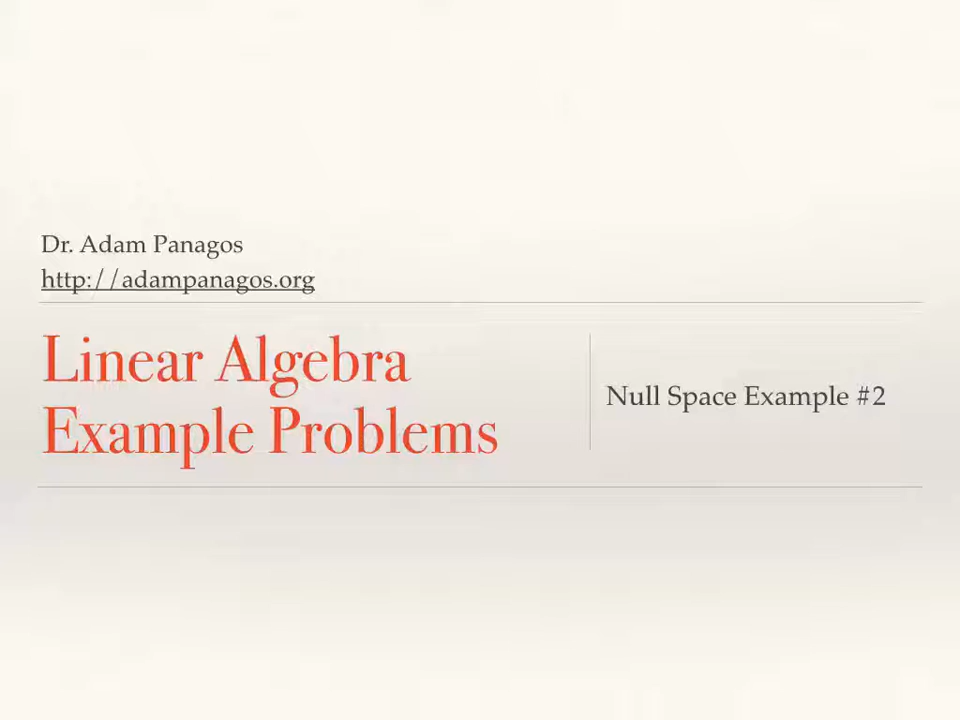 Dr. Adam Panagos
http://adampanagos.org
Linear Algebra
Example Problems
Null Space Example #2